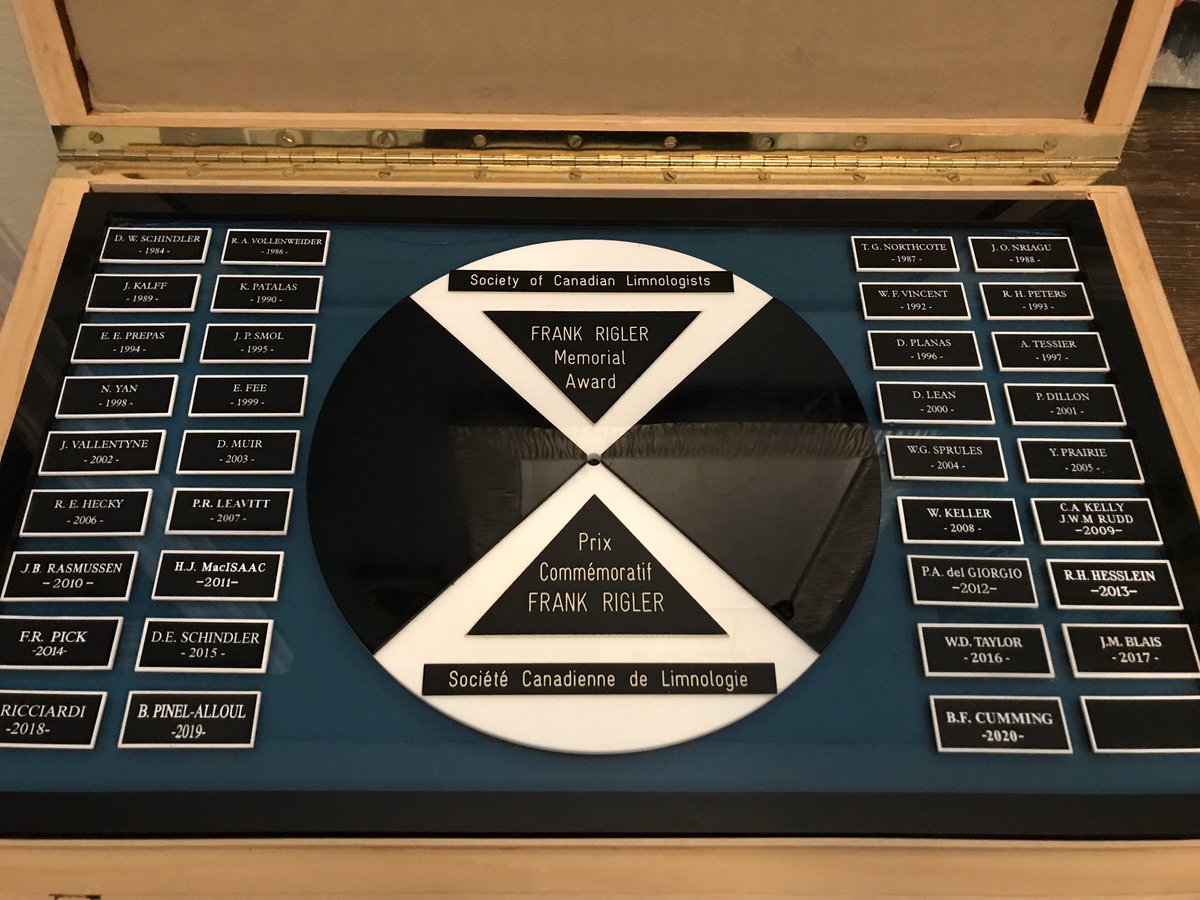 D. W. SCHINDLER
- 1984 -
R. A. VOLLENWEIDER
- 1986 -
J. KALFF
- 1989 -
K. PATALAS
- 1990 -
E. E. PREPAS
- 1994 -
J. P. SMOL
- 1995 -
N. YAN
- 1998 -
E. FEE
- 1999 -
J. VALLENTYNE
- 2002 -
D. MUIR
- 2003 -
R. E. HECKY
- 2006 -
P.R. LEAVITT
- 2007 -
J.B. RASMUSSEN
-2010-
H.J. MacISAAC
-2011-
F.R. PICK
-2014-
D.E. SCHINDLER
- 2015 -
RICCIARDI
-2018-
B. PINEL-ALLOUL
-2019-
Society of Canadian Limnologists
FRANK RIGLER
Memorial
Award
Prix
Commémoratif
FRANK RIGLER
Société Canadienne de Limnologie
T. G. NORTHCOTE
- 1987 -
J. O. NRIAGU
- 1988 -
W. F. VINCENT
- 1992 -
R. H. PETERS
- 1993 -
D. PLANAS
- 1996 -
A. TESSIER
- 1997 -
D. LEAN
- 2000 -
P. DILLON
- 2001 -
W.G. SPRULES
- 2004 -
Y. PRAIRIE
- 2005 -
W. KELLER
- 2008 -
C.A KELLY
J.W.M RUDD
-2009-
P.A. del GIORGIO
-2012-
R.H. HESSLEIN
-2013-
W.D. TAYLOR
- 2016 -
J.M. BLAIS
- 2017 -
B.F. CUMMING
-2020-